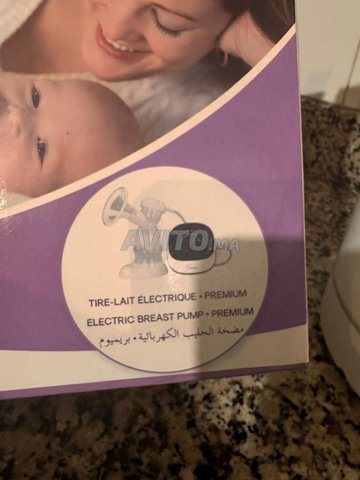 AVITO.ma
TIRE-LAIT ÉLECTRIQUE • PREMIUM
ELECTRIC BREAST PUMP • PREMIUM
مضخة الحليب الكهربائية • بريميوم